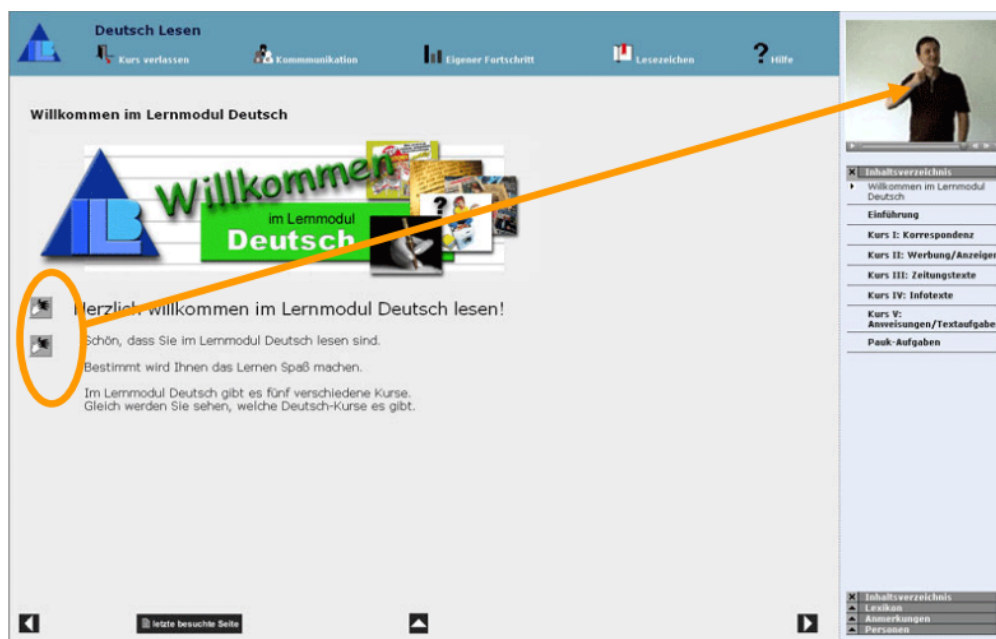 Deutsch Lesen
Kurs verlassen
Kommmunikation
Eigener Fortschritt
Lesezeichen
? Hilfe
Willkommen im Lernmodul Deutsch
ILB
Willkommen
im Lernmodul
Deutsch
?
Herzlich willkommen im Lernmodul Deutsch lesen!
Schön, dass Sie im Lernmodul Deutsch lesen sind.
Bestimmt wird Ihnen das Lernen Spaß machen.
Im Lernmodul Deutsch gibt es fünf verschiedene Kurse.
Gleich werden Sie sehen, welche Deutsch-Kurse es gibt.
letzte besuchte Seite
Inhaltsverzeichnis
Willkommen im Lernmodul
Deutsch
Einführung
Kurs I: Korrespondenz
Kurs II: Werbung/Anzeigen
Kurs III: Zeitungstexte
Kurs IV: Infotexte
Kurs V:
Anweisungen/Textaufgabe
Pauk-Aufgaben
Inhaltsverzeichnis
Lexikon
Anmerkungen
Personen